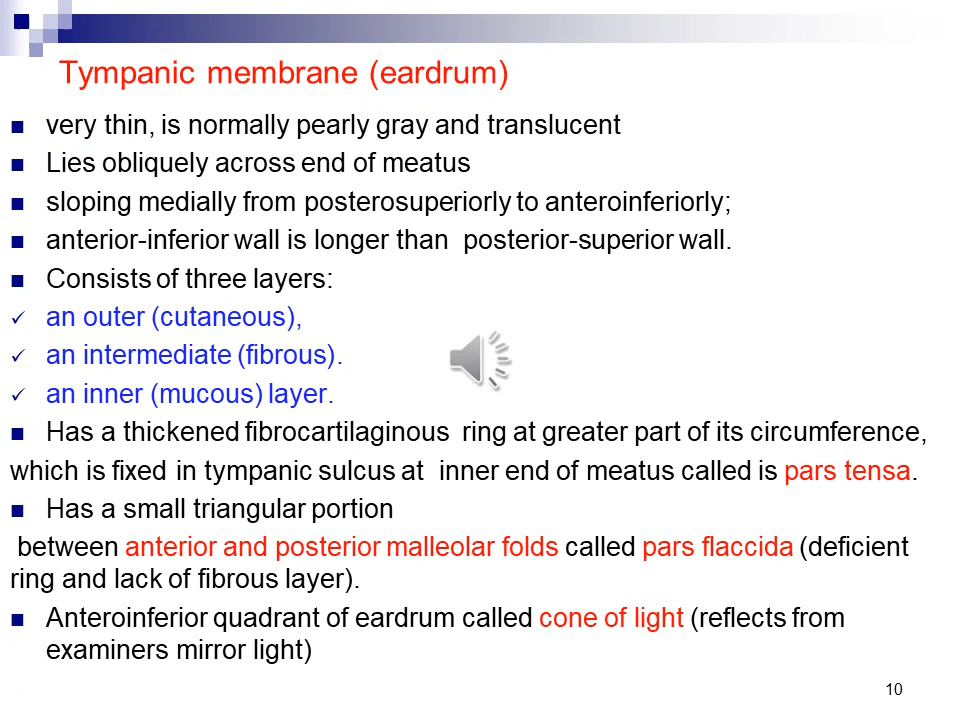 Tympanic membrane (eardrum)
very thin, is normally pearly gray and translucent
Lies obliquely across end of meatus
sloping medially from posterosuperiorly to anteroinferiorly;
anterior-inferior wall is longer than posterior-superior wall.
Consists of three layers:
an outer (cutaneous),
an intermediate (fibrous).
an inner (mucous) layer.
Has a thickened fibrocartilaginous ring at greater part of its circumference,
which is fixed in tympanic sulcus at inner end of meatus called is pars tensa.
Has a small triangular portion
between anterior and posterior malleolar folds called pars flaccida (deficient
ring and lack of fibrous layer).
Anteroinferior quadrant of eardrum called cone of light (reflects from
examiners mirror light)
10